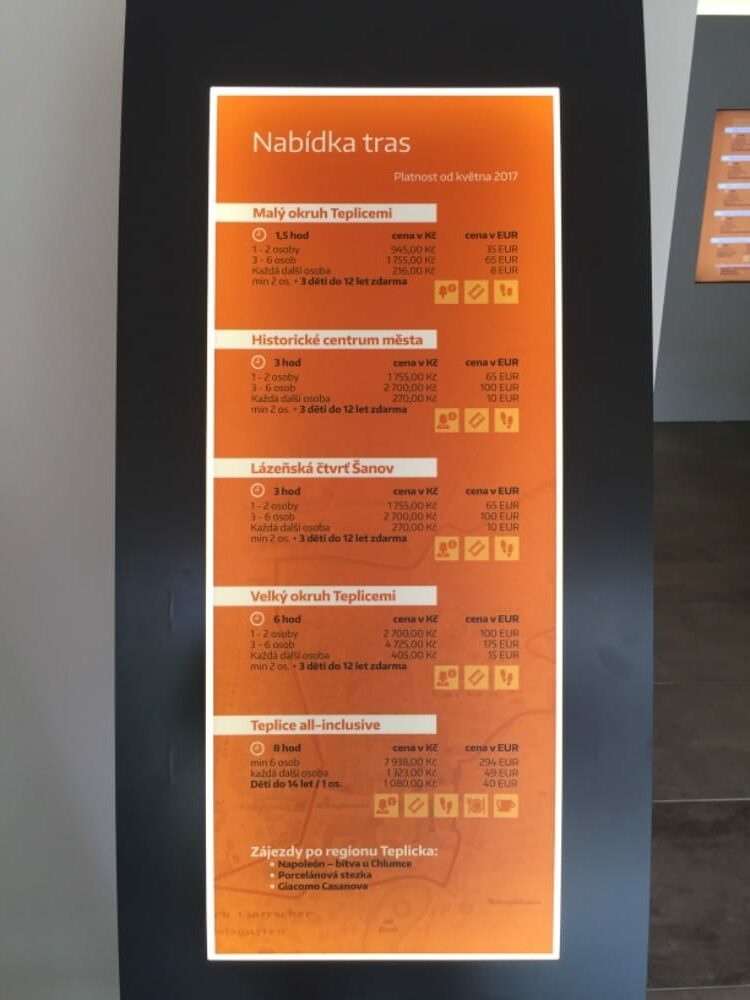 Nabídka tras
Platnost od května 2017
Malý okruh Teplicemi
1,5 hod cena v Kč cena v EUR
1 - 2 osoby 945,00 Kč 35 EUR
3 - 6 osob 1 755,00 Kč 65 EUR
Každá další osoba 216,00 Kč 8 EUR
min 2 os. + 3 děti do 12 let zdarma
Historické centrum města
3 hod cena v Kč cena v EUR
1 - 2 osoby 1 755,00 Kč 65 EUR
3 - 6 osob 2 700,00 Kč 100 EUR
Každá další osoba 270,00 Kč 10 EUR
min 2 os. + 3 děti do 12 let zdarma
Lázeňská čtvrť Šanov
3 hod cena v Kč cena v EUR
1 - 2 osoby 1 755,00 Kč 65 EUR
3 - 6 osob 2 700,00 Kč 100 EUR
Každá další osoba 270,00 Kč 10 EUR
min 2 os. + 3 děti do 12 let zdarma
Velký okruh Teplicemi
6 hod cena v Kč cena v EUR
1 - 2 osoby 2 700,00 Kč 100 EUR
3 - 6 osob 4 725,00 Kč 175 EUR
Každá další osoba 405,00 Kč 15 EUR
min 2 os. + 3 děti do 12 let zdarma
Teplice all-inclusive
8 hod cena v Kč cena v EUR
min 6 osob 7 938,00 Kč 294 EUR
každá další osoba 1 323,00 Kč 49 EUR
Děti do 14 let / 1 os. 1 080,00 Kč 40 EUR
Zájezdy po regionu Teplicka:
• Napoleón – bitva u Chlumce
• Porcelánová stezka
• Giacomo Casanova